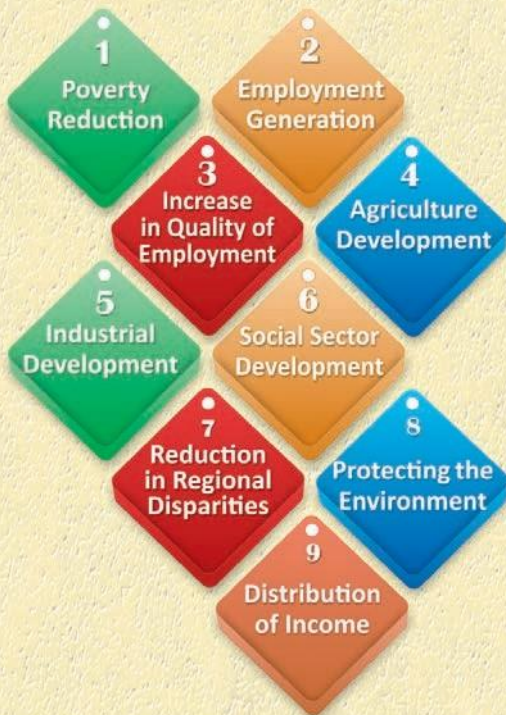 1
Poverty
Reduction
2
Employment
Generation
3
Increase
in Quality of
Employment
4
Agriculture
Development
5
Industrial
Development
6
Social Sector
Development
7
Reduction
in Regional
Disparities
8
Protecting the
Environment
9
Distribution
of Income